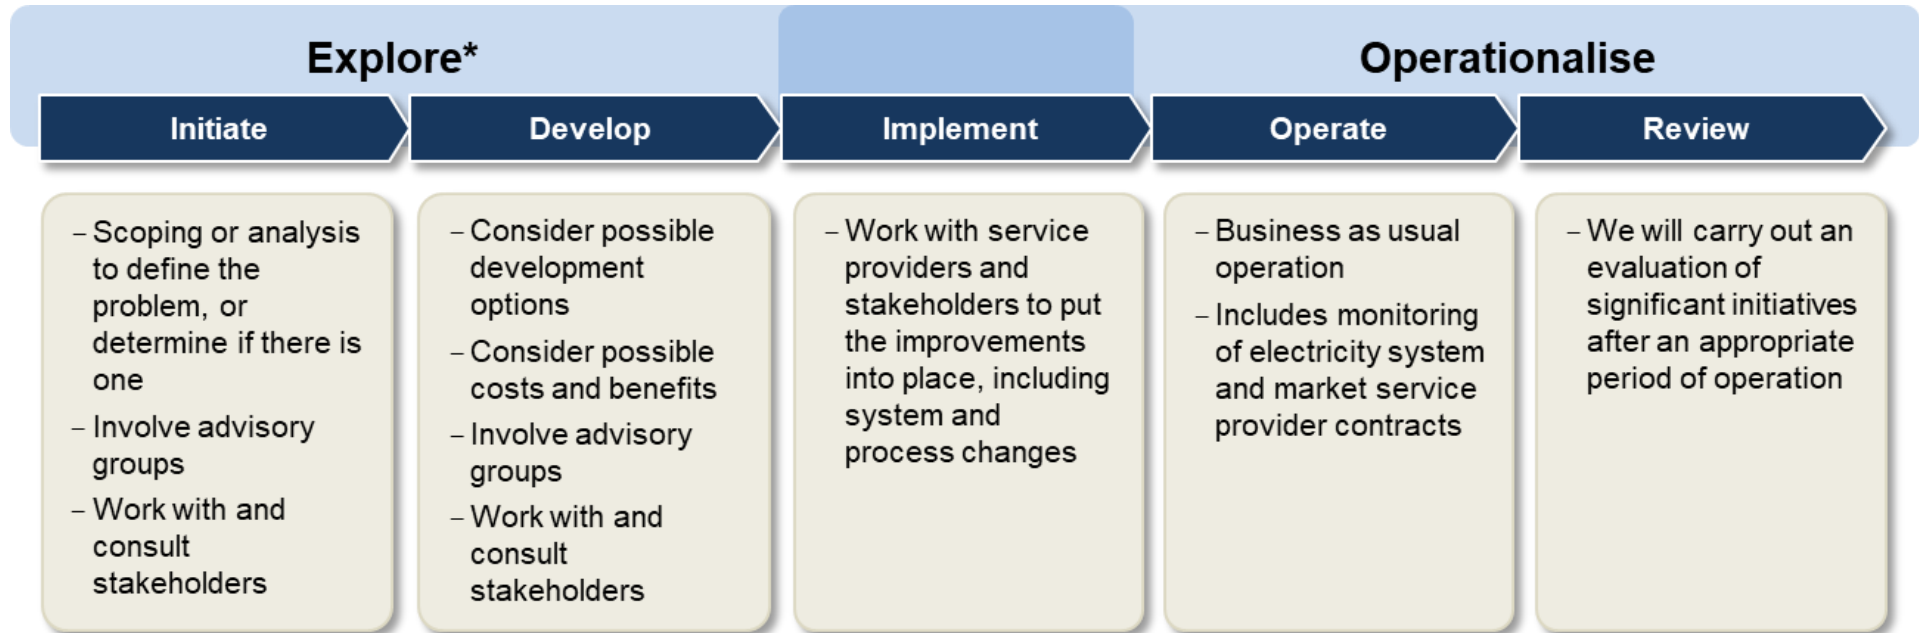 Explore*
Operationalise
Initiate
Develop
Implement
Operate
Review
– Scoping or analysis
to define the
problem, or
determine if there is
one
– Involve advisory
groups
– Work with and
consult
stakeholders
– Consider possible
development
options
– Consider possible
costs and benefits
– Involve advisory
groups
– Work with and
consult
stakeholders
– Work with service
providers and
stakeholders to put
the improvements
into place, including
system and
process changes
– Business as usual
operation
– Includes monitoring
of electricity system
and market service
provider contracts
– We will carry out an
evaluation of
significant initiatives
after an appropriate
period of operation